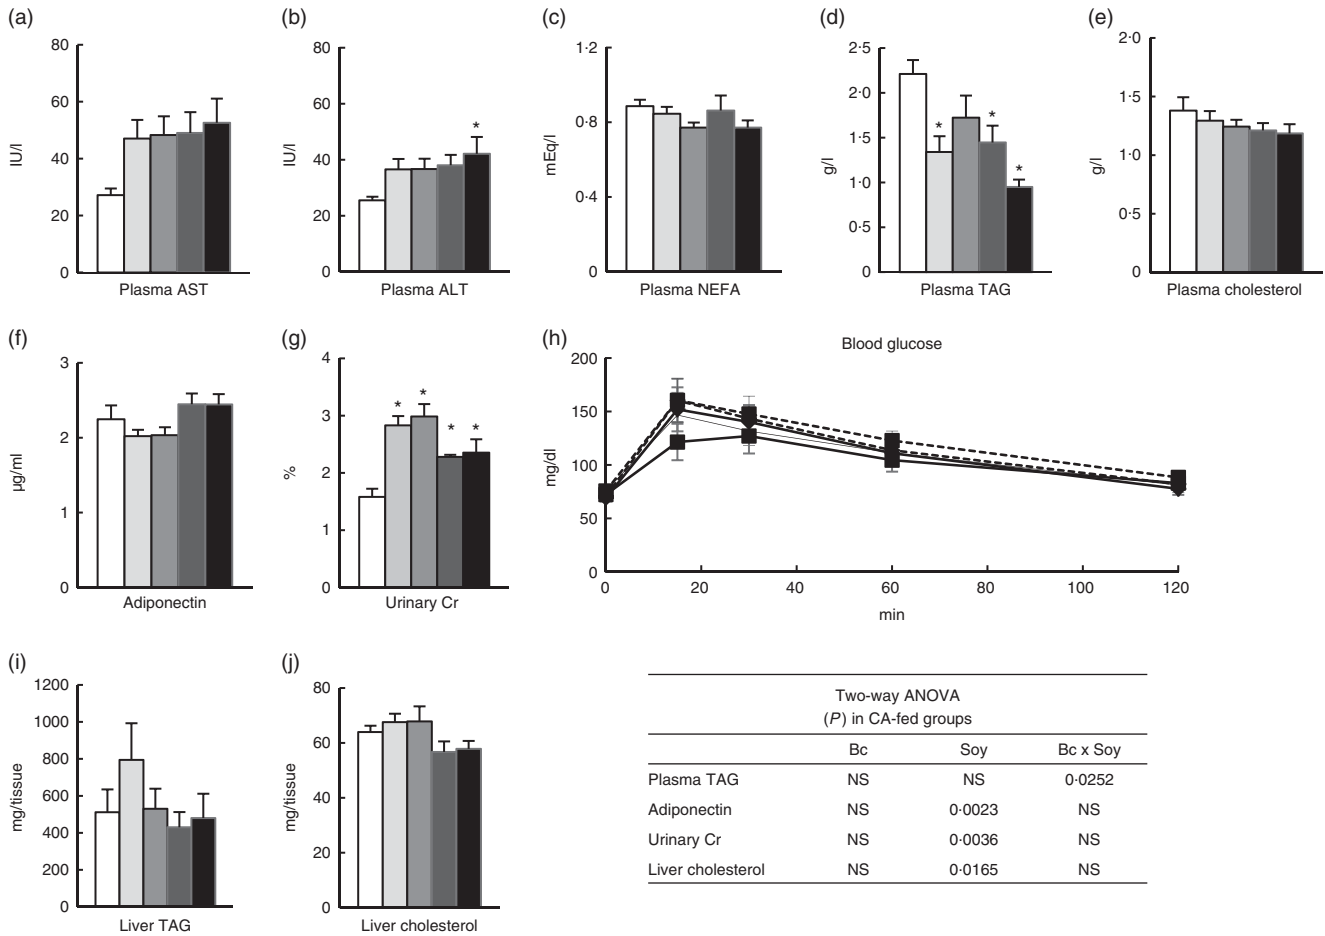 (a)
80
60
40
20
0
IU/l
Plasma AST
(b)
80
60
40
20
0
IU/l
*
Plasma ALT
(c)
1·2
0·8
0·4
0
mEq/l
Plasma NEFA
(d)
2·5
2·0
1·5
1·0
0·5
0
g/l
* * *
Plasma TAG
(e)
2·0
1·5
1·0
0·5
0
g/l
Plasma cholesterol
(f)
3
2
1
0
µg/ml
Adiponectin
(g)
4
3
2
1
0
%
* * * *
Urinary Cr
(h)
Blood glucose
200
150
100
50
0
mg/dl
0 20 40 60 80 100 120
min
(i)
1200
1000
800
600
400
200
0
mg/tissue
Liver TAG
(j)
80
60
40
20
0
mg/tissue
Liver cholesterol
Two-way ANOVA
(P) in CA-fed groups
Bc Soy Bc x Soy
Plasma TAG NS NS 0·0252
Adiponectin NS 0·0023 NS
Urinary Cr NS 0·0036 NS
Liver cholesterol NS 0·0165 NS